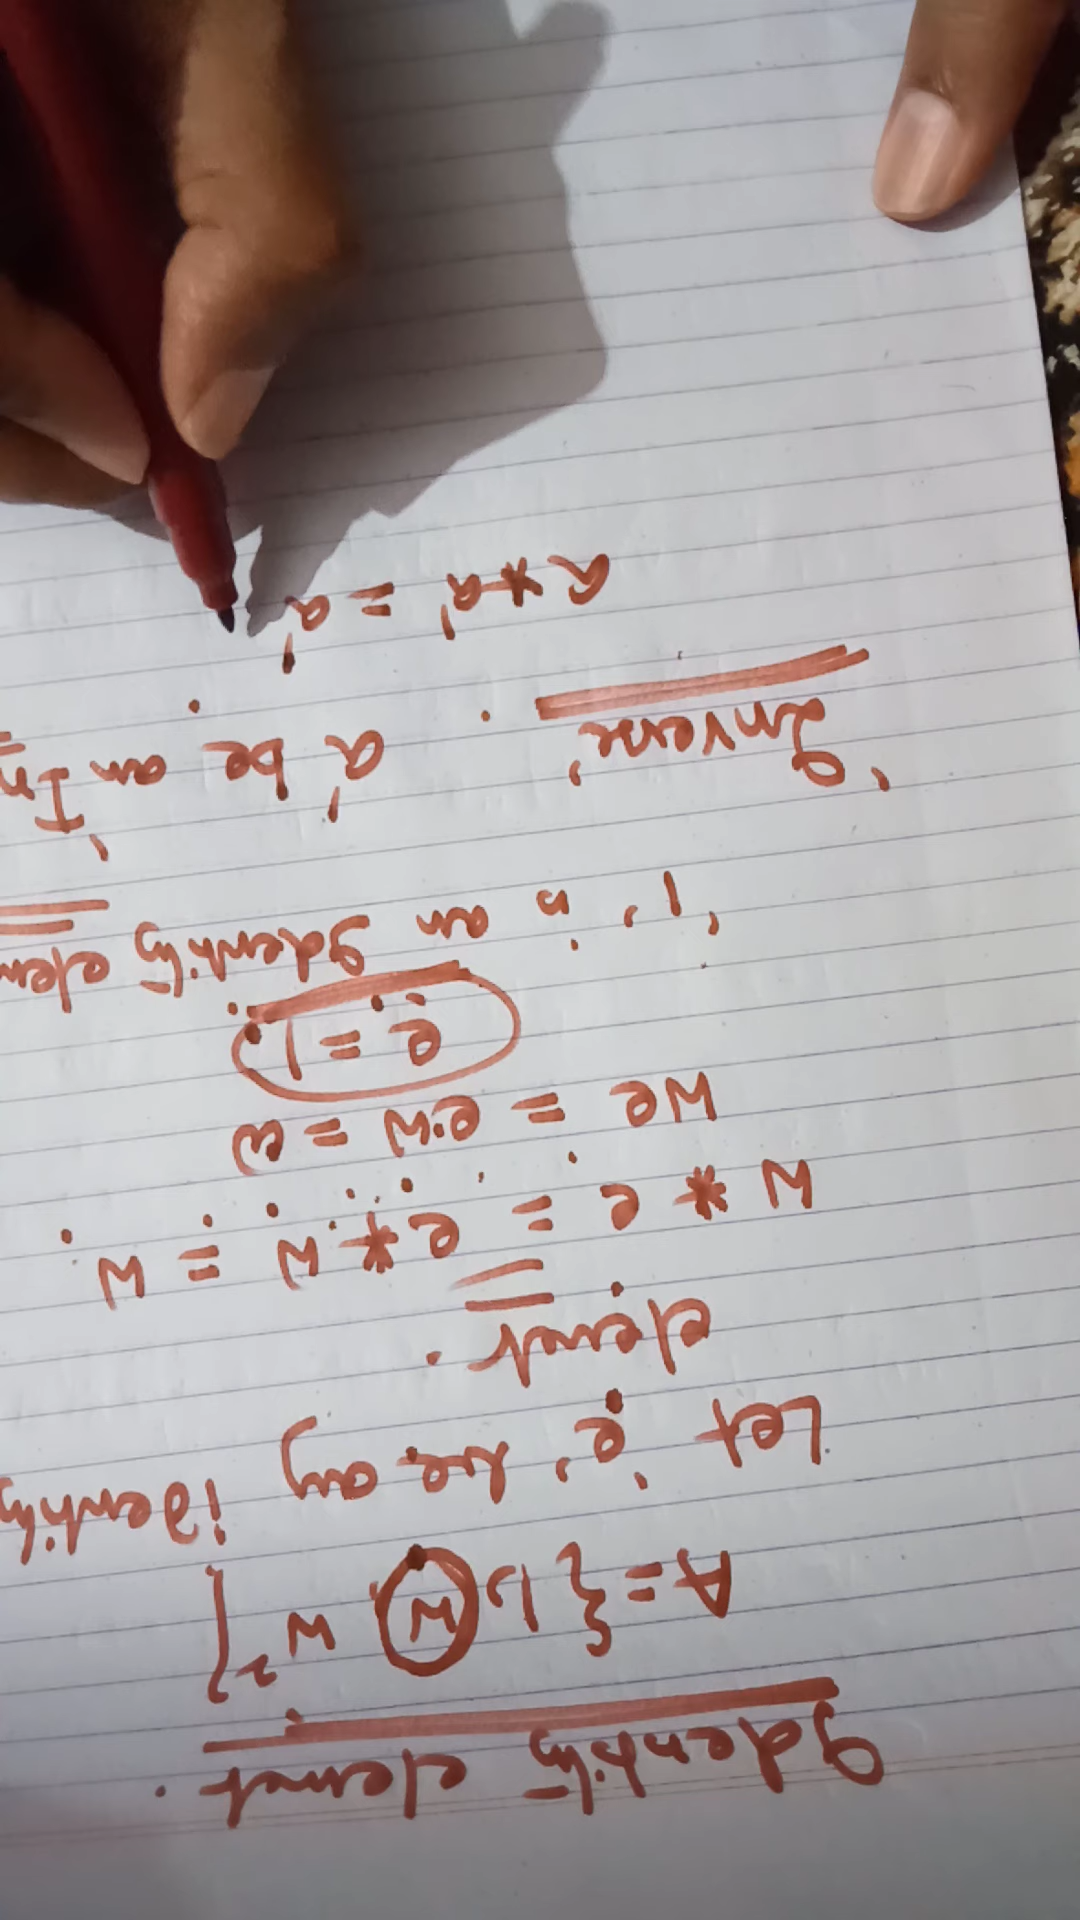 Identity element.
A = { 1, w, w²}
Let 'e' be any identity
element.
w * e = e * w = w.
we = e.w = w
e = 1
'1' is an Identity elem
'Inverse' . a' be an In
a * a' = a'